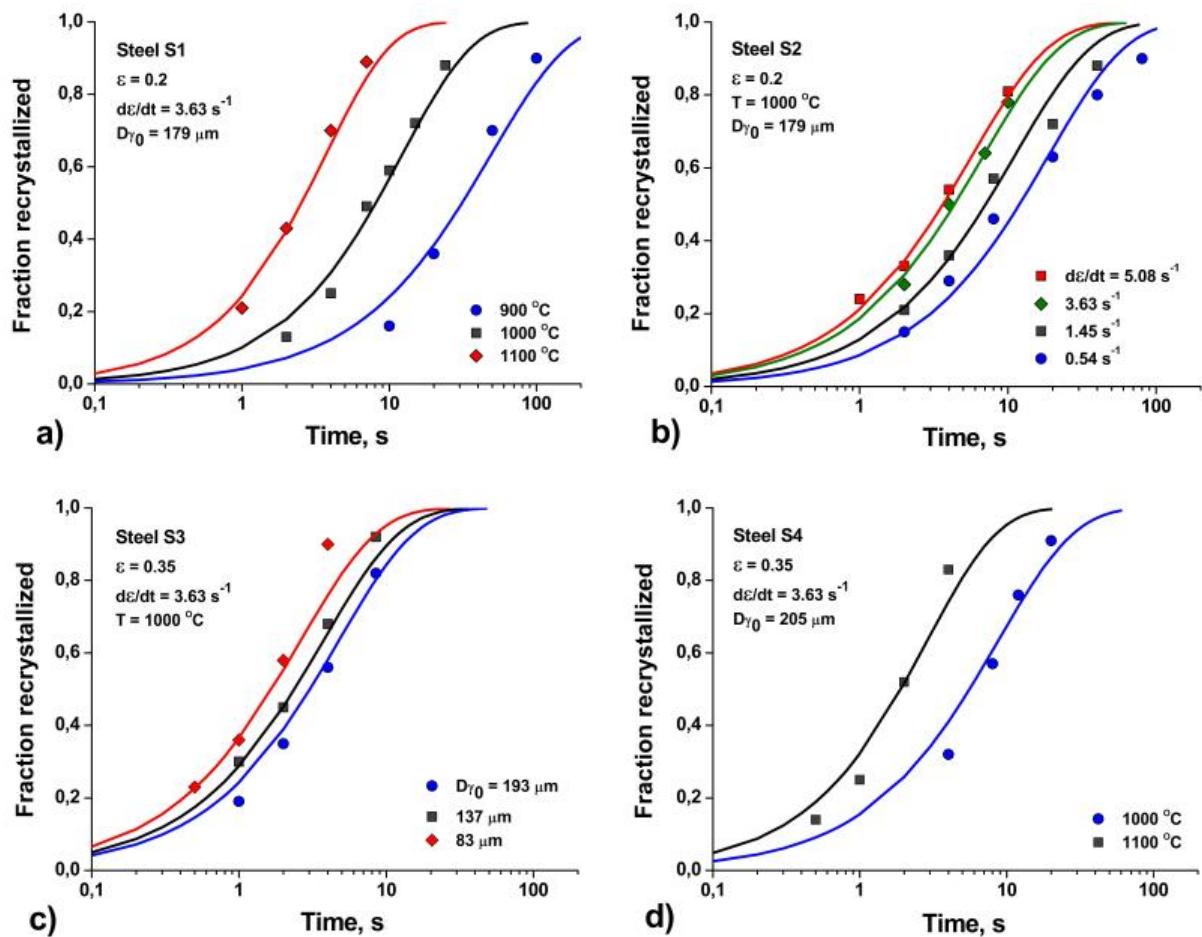 Steel S1
ε = 0.2
dε/dt = 3.63 s⁻¹
Dγ₀ = 179 μm
1,0
0,8
0,6
0,4
0,2
0,0
Fraction recrystallized
900 °C
1000 °C
1100 °C
0,1 1 10 100
Time, s
a)
Steel S2
ε = 0.2
T = 1000 °C
Dγ₀ = 179 μm
1,0
0,8
0,6
0,4
0,2
0,0
Fraction recrystallized
dε/dt = 5.08 s⁻¹
3.63 s⁻¹
1.45 s⁻¹
0.54 s⁻¹
0,1 1 10 100
Time, s
b)
Steel S3
ε = 0.35
dε/dt = 3.63 s⁻¹
T = 1000 °C
1,0
0,8
0,6
0,4
0,2
0,0
Fraction recrystallized
Dγ₀ = 193 μm
137 μm
83 μm
0,1 1 10 100
Time, s
c)
Steel S4
ε = 0.35
dε/dt = 3.63 s⁻¹
Dγ₀ = 205 μm
1,0
0,8
0,6
0,4
0,2
0,0
Fraction recrystallized
1000 °C
1100 °C
0,1 1 10 100
Time, s
d)